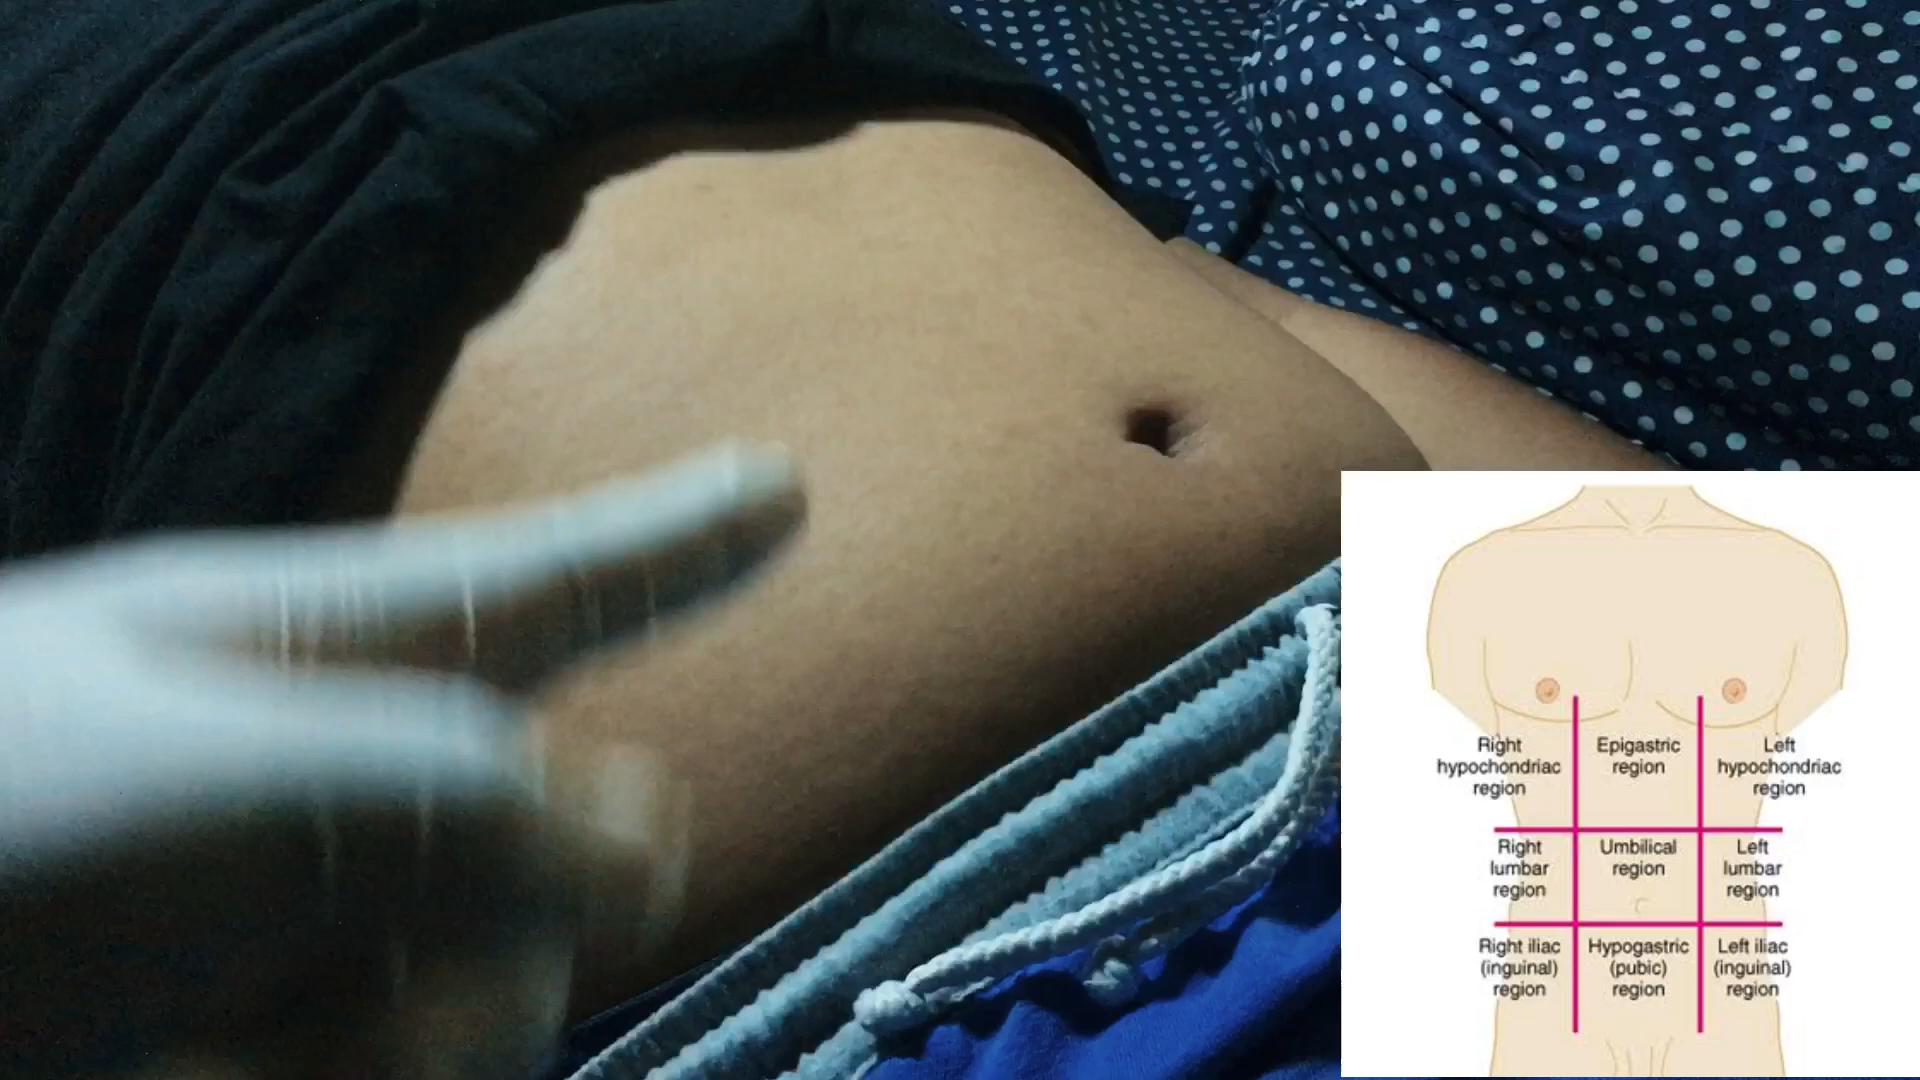 Right
hypochondriac
region
Epigastric
region
Left
hypochondriac
region
Right
lumbar
region
Umbilical
region
Left
lumbar
region
Right iliac
(inguinal)
region
Hypogastric
(pubic)
region
Left iliac
(inguinal)
region